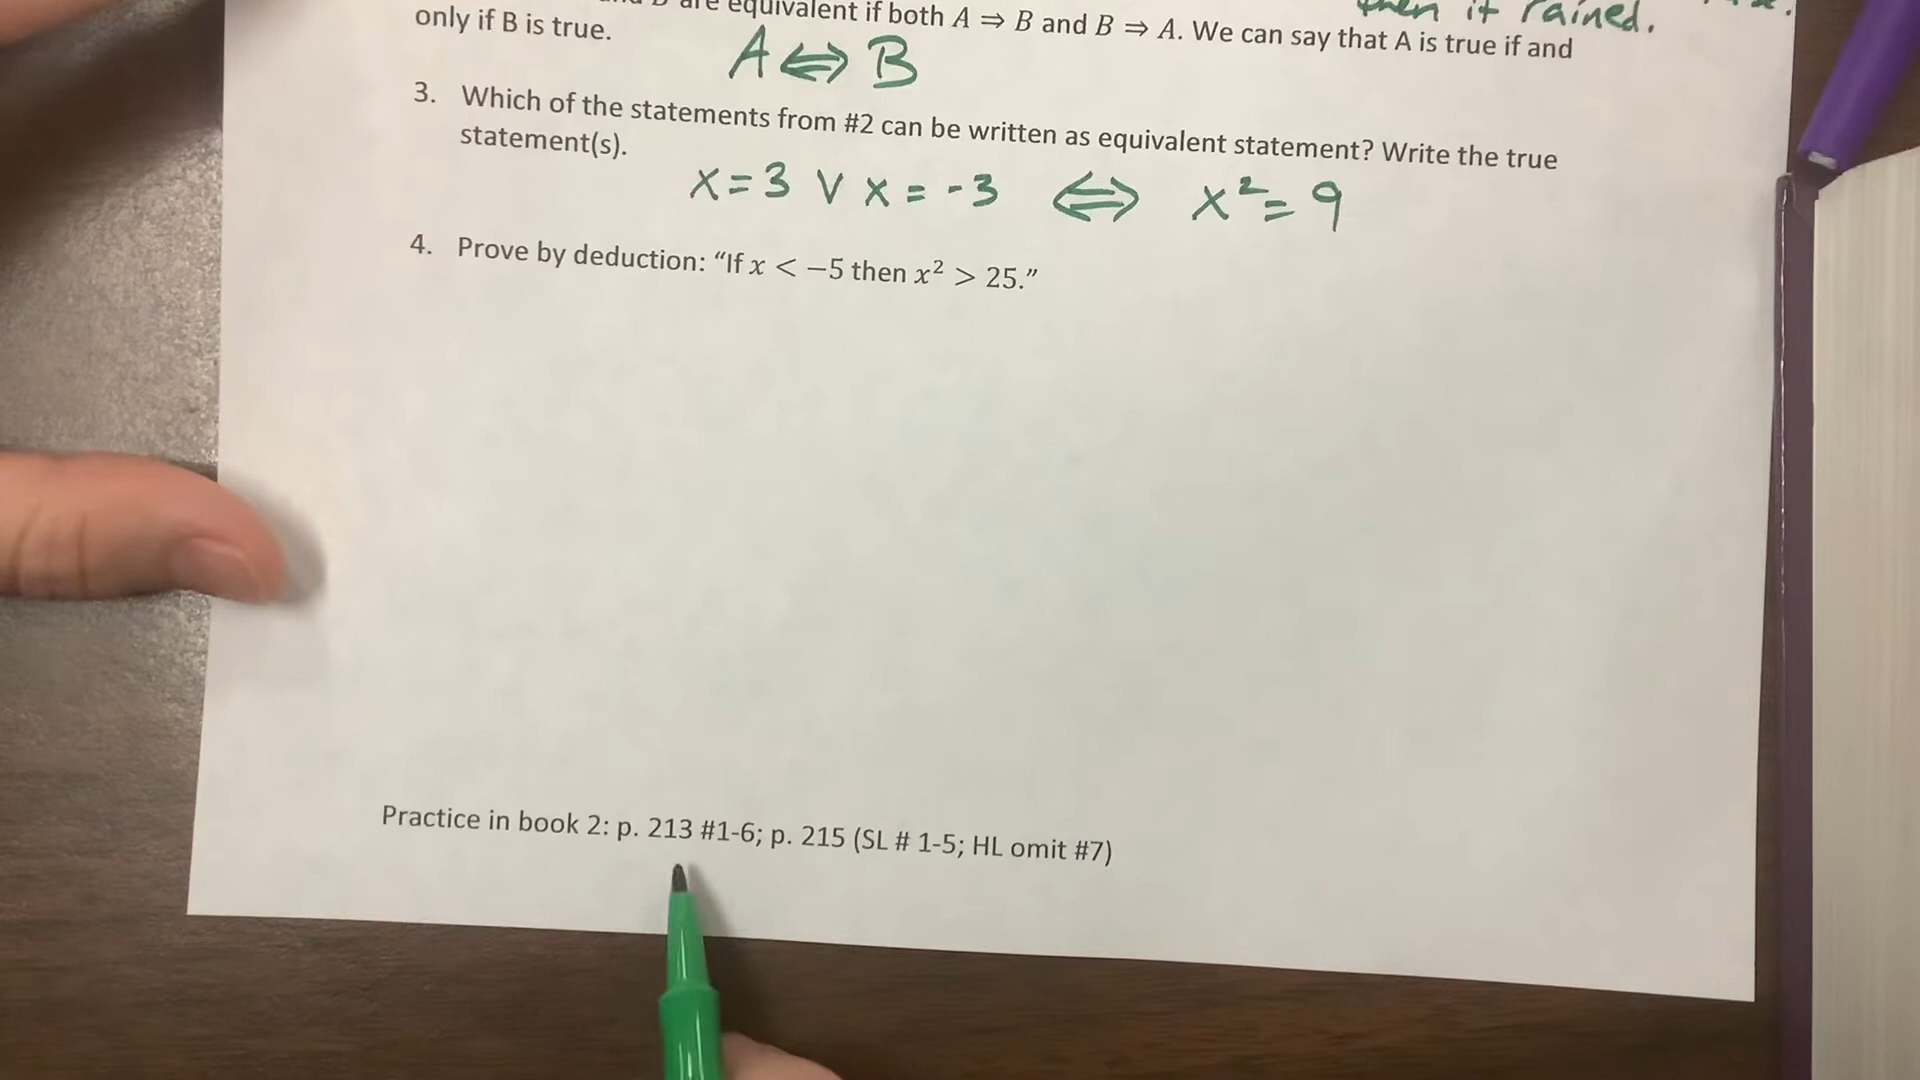 are equivalent if both A ⇒ B and B ⇒ A. We can say that A is true if and
then it rained.
only if B is true.
A ⇔ B
3. Which of the statements from #2 can be written as equivalent statement? Write the true
statement(s).
x = 3 ∨ x = -3 ⇔ x² = 9
4. Prove by deduction: “If x < −5 then x² > 25.”
Practice in book 2: p. 213 #1-6; p. 215 (SL # 1-5; HL omit #7)